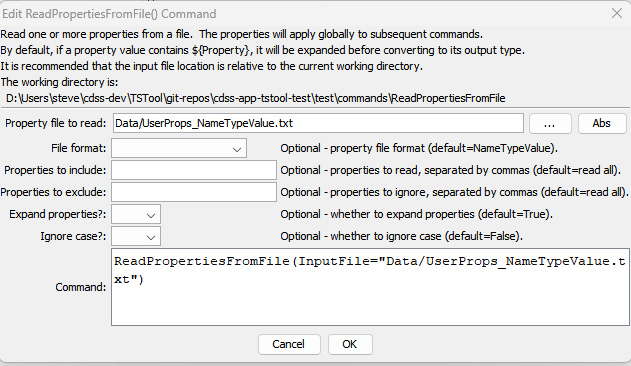 Edit ReadPropertiesFromFile() Command
Read one or more properties from a file.  The properties will apply globally to subsequent commands.
By default, if a property value contains ${Property}, it will be expanded before converting to its output type.
It is recommended that the input file location is relative to the current working directory.
The working directory is:
D:\Users\steve\cdss-dev\TSTool\git-repos\cdss-app-tstool-test\test\commands\ReadPropertiesFromFile
Property file to read: Data/UserProps_NameTypeValue.txt ... Abs
File format: Optional - property file format (default=NameTypeValue).
Properties to include: Optional - properties to read, separated by commas (default=read all).
Properties to exclude: Optional - properties to ignore, separated by commas (default=read all).
Expand properties?: Optional - whether to expand properties (default=True).
Ignore case?: Optional - whether to ignore case (default=False).
Command: ReadPropertiesFromFile(InputFile="Data/UserProps_NameTypeValue.t
xt")
Cancel OK